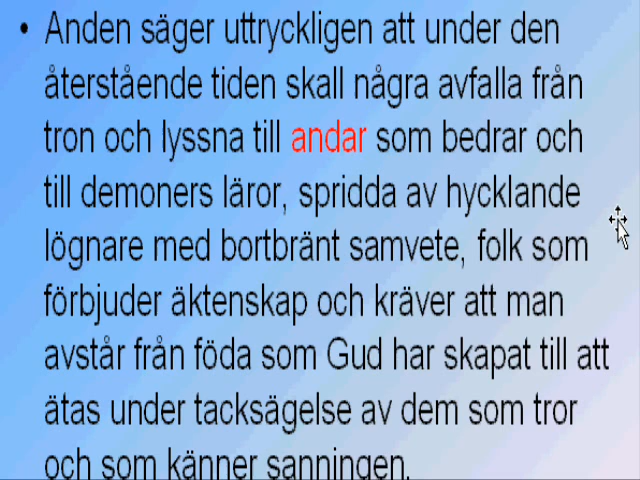 • Anden säger uttryckligen att under den
återstående tiden skall några avfalla från
tron och lyssna till andar som bedrar och
till demoners läror, spridda av hycklande
lögnare med bortbränt samvete, folk som
förbjuder äktenskap och kräver att man
avstår från föda som Gud har skapat till att
ätas under tacksägelse av dem som tror
och som känner sanningen.